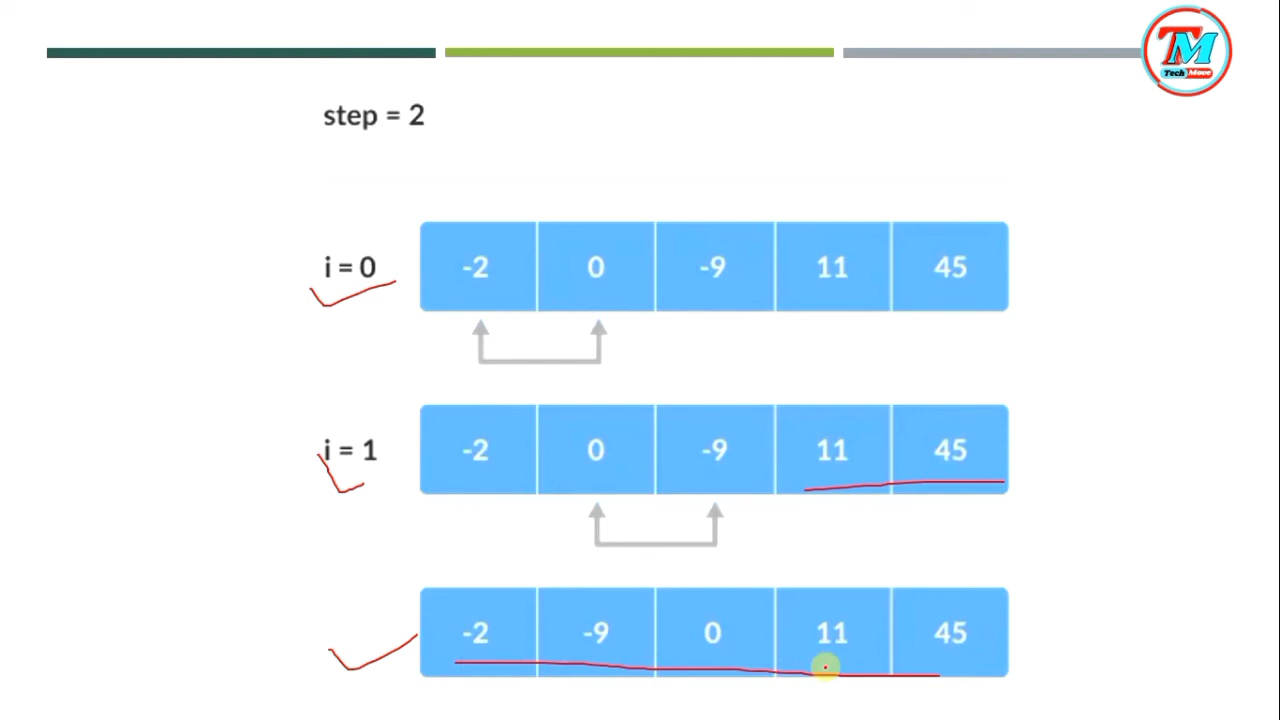 TM
Tech Move
step = 2
i = 0 -2 0 -9 11 45
i = 1 -2 0 -9 11 45
-2 -9 0 11 45